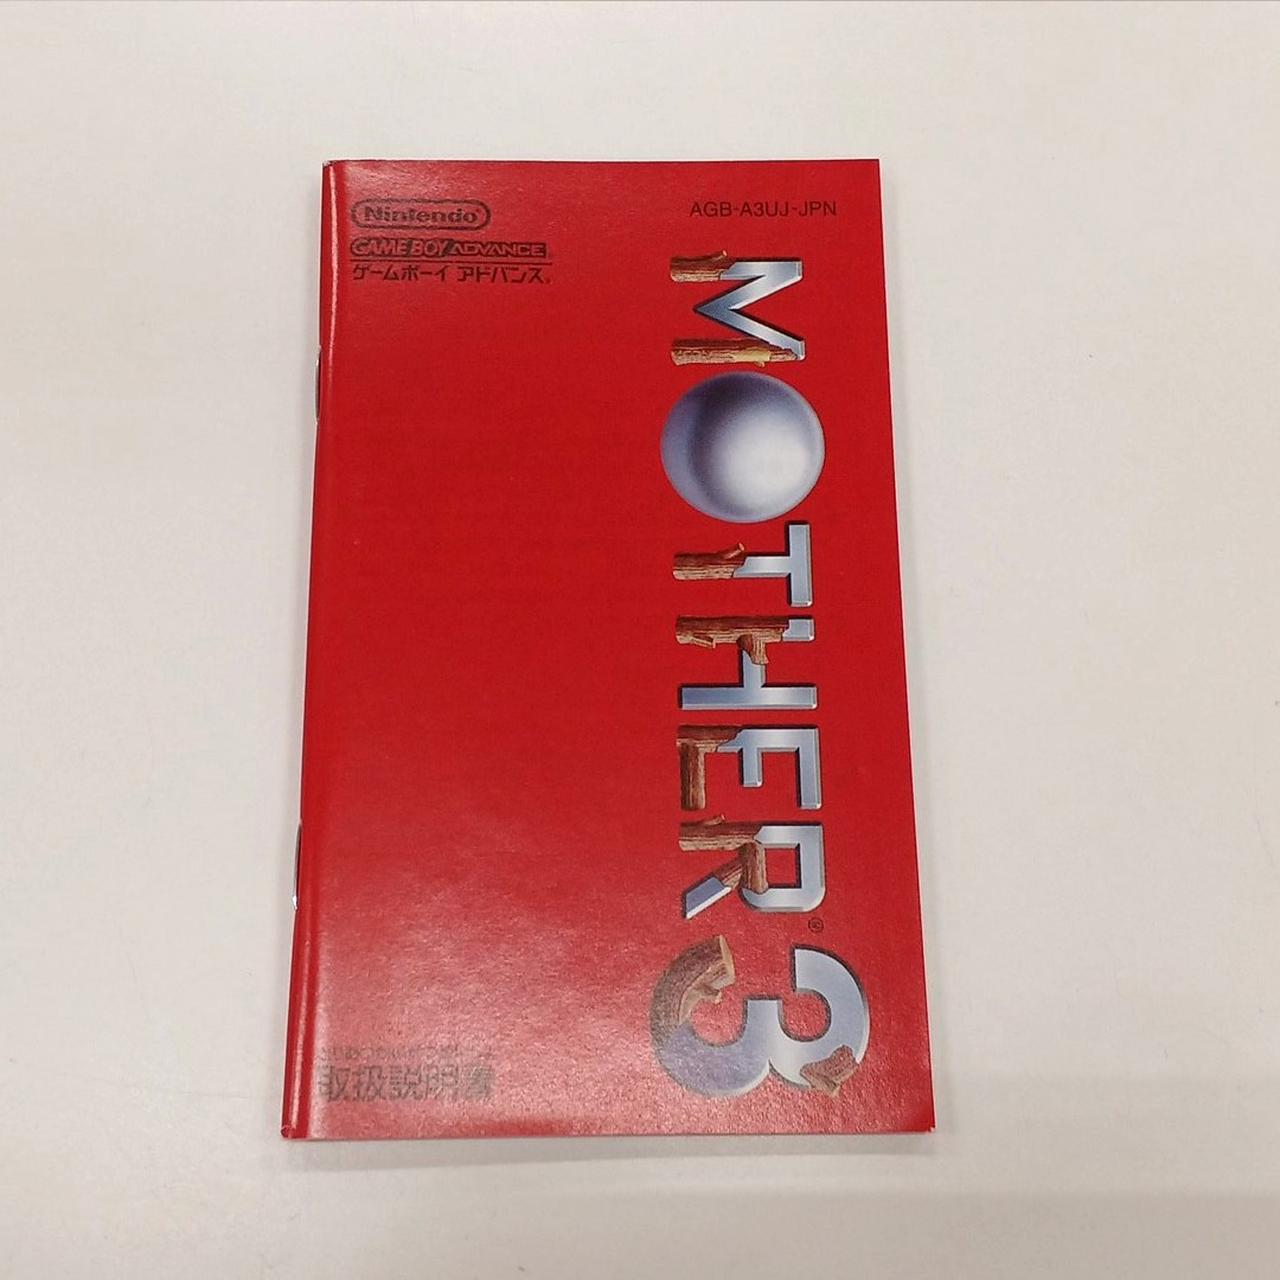 Nintendo
GAME BOY ADVANCE
ゲームボーイ アドバンス®
AGB-A3UJ-JPN
MOTHER® 3
取扱説明書